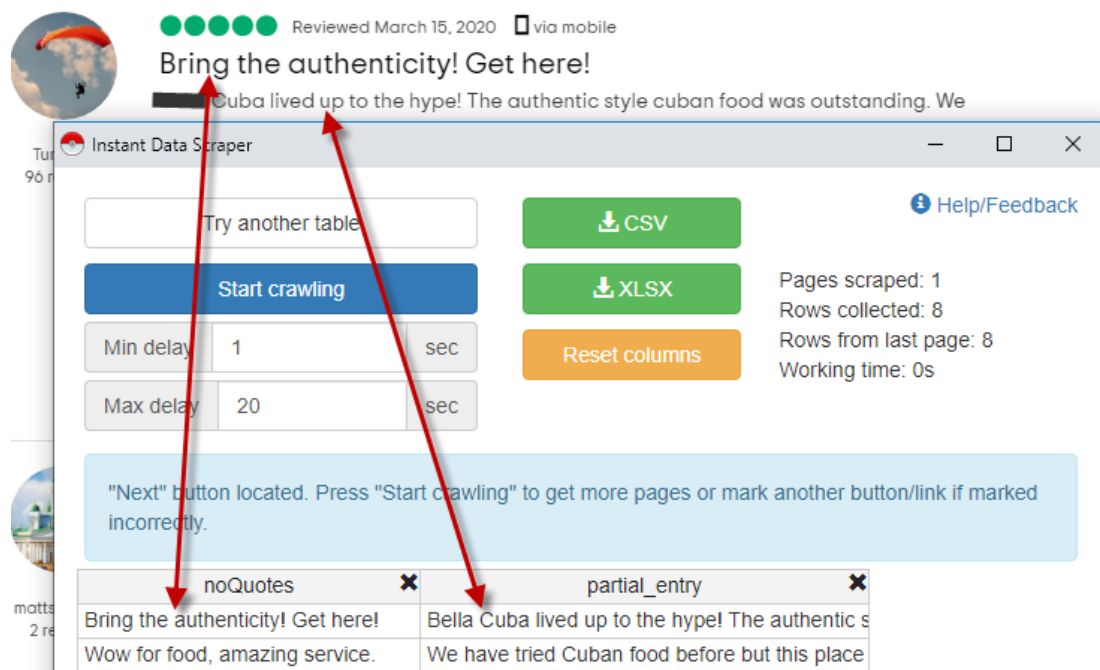 Reviewed March 15, 2020 via mobile
Bring the authenticity! Get here!
Cuba lived up to the hype! The authentic style cuban food was outstanding. We
Instant Data Scraper
Tur
96 r
Try another table
CSV
Help/Feedback
Start crawling
XLSX
Pages scraped: 1
Rows collected: 8
Rows from last page: 8
Working time: 0s
Min delay 1 sec
Reset columns
Max delay 20 sec
"Next" button located. Press "Start crawling" to get more pages or mark another button/link if marked
incorrectly.
noQuotes partial_entry
matts
2 re
Bring the authenticity! Get here! Bella Cuba lived up to the hype! The authentic s
Wow for food, amazing service. We have tried Cuban food before but this place